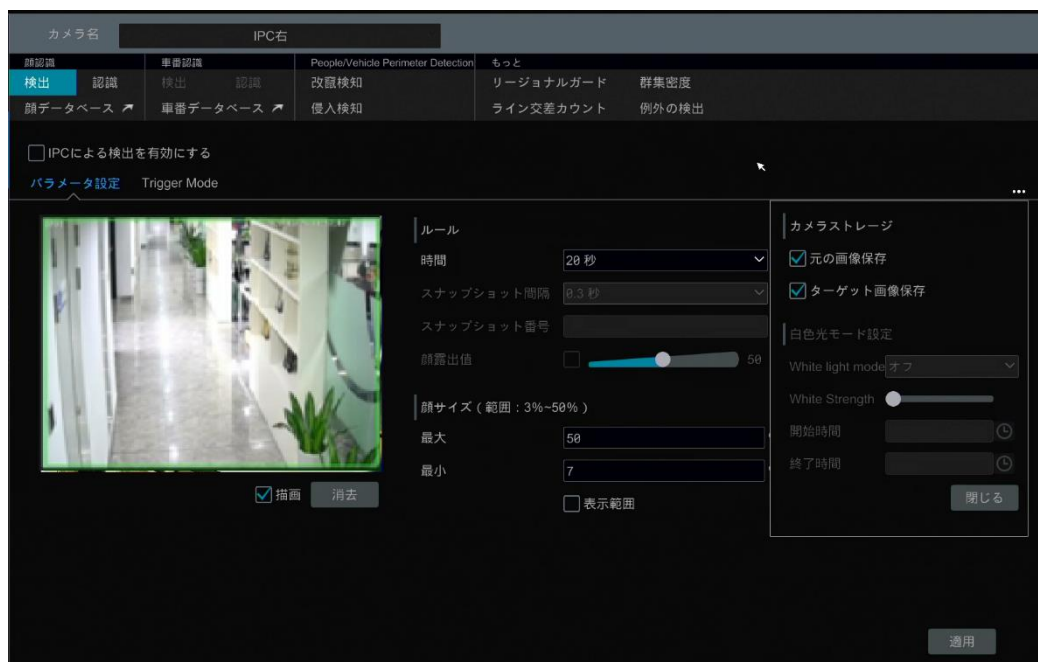 カメラ名 IPC右
顔認識 車番認識 People/Vehicle Perimeter Detection もっと
検出 認識 検出 認識 改竄検知 リージョナルガード 群集密度
顔データベース 車番データベース 侵入検知 ライン交差カウント 例外の検出
IPCによる検出を有効にする
パラメータ設定 Trigger Mode
...
ルール
時間 20 秒
スナップショット間隔 0.3 秒
スナップショット番号
顔露出値 50
顔サイズ ( 範囲 : 3%~50% )
最大 50
最小 7
表示範囲
描画 消去
カメラストレージ
元の画像保存
ターゲット画像保存
白色光モード設定
White light mode オフ
White Strength
開始時間
終了時間
閉じる
適用